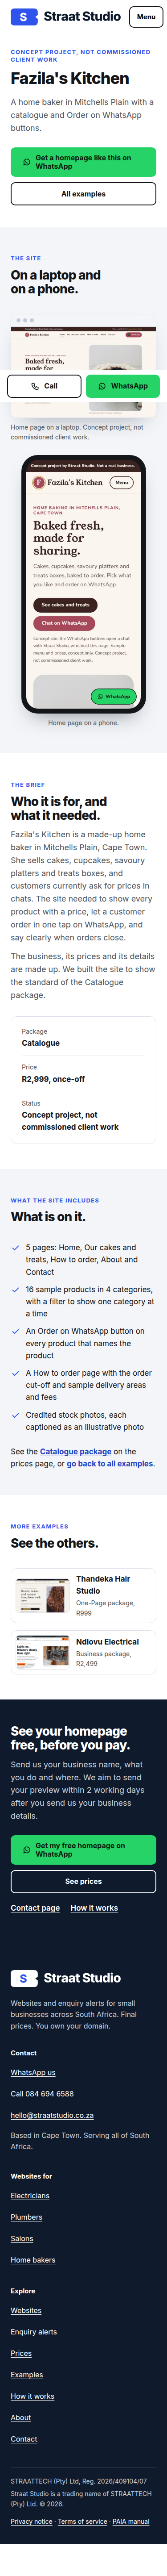 S Straat Studio
Menu
CONCEPT PROJECT, NOT COMMISSIONED
CLIENT WORK
Fazila's Kitchen
A home baker in Mitchells Plain with a
catalogue and Order on WhatsApp
buttons.
Get a homepage like this on
WhatsApp
All examples
THE SITE
On a laptop and
on a phone.
Fazila's Kitchen
Call
WhatsApp
Home page on a laptop. Concept project, not
commissioned client work.
Concept project by Straat Studio. Not a real business.
Fazila's Kitchen
Menu
HOME BAKING IN MITCHELLS PLAIN,
CAPE TOWN
Baked fresh,
made for
sharing.
Cakes, cupcakes, savoury platters
and treats boxes, baked to order. Pick what
you like and order on WhatsApp.
See cakes and treats
Chat on WhatsApp
WhatsApp
Home page on a phone.
THE BRIEF
Who it is for, and
what it needed.
Fazila's Kitchen is a made-up home
baker in Mitchells Plain, Cape Town.
She sells cakes, cupcakes, savoury
platters and treats boxes, and
customers currently ask for prices in
chats. The site needed to show every
product with a price, let a customer
order in one tap on WhatsApp, and
say clearly when orders close.
The business, its prices and its details
are made up. We built the site to show
the standard of the Catalogue
package.
Package
Catalogue
Price
R2,999, once-off
Status
Concept project, not
commissioned client work
WHAT THE SITE INCLUDES
What is on it.
5 pages: Home, Our cakes and
treats, How to order, About and
Contact
16 sample products in 4 categories,
with a filter to show one category at
a time
An Order on WhatsApp button on
every product that names the
product
A How to order page with the order
cut-off and sample delivery areas
and fees
Credited stock photos, each
captioned as an illustrative photo
See the Catalogue package on the
prices page, or go back to all examples.
MORE EXAMPLES
See the others.
Thandeka Hair
Studio
One-Page package,
R999
Ndlovu Electrical
Business package,
R2,499
See your homepage
free, before you pay.
Send us your business name, what
you do and where. We aim to send
your preview within 2 working days
after you send us your business
details.
Get my free homepage on
WhatsApp
See prices
Contact page How it works
S Straat Studio
Websites and enquiry alerts for small
businesses across South Africa. Final
prices. You own your domain.
Contact
WhatsApp us
Call 084 694 6588
hello@straatstudio.co.za
Based in Cape Town. Serving all of South
Africa.
Websites for
Electricians
Plumbers
Salons
Home bakers
Explore
Websites
Enquiry alerts
Prices
Examples
How it works
About
Contact
STRAATTECH (Pty) Ltd, Reg. 2026/409104/07
Straat Studio is a trading name of STRAATTECH
(Pty) Ltd. © 2026.
Privacy notice · Terms of service · PAIA manual